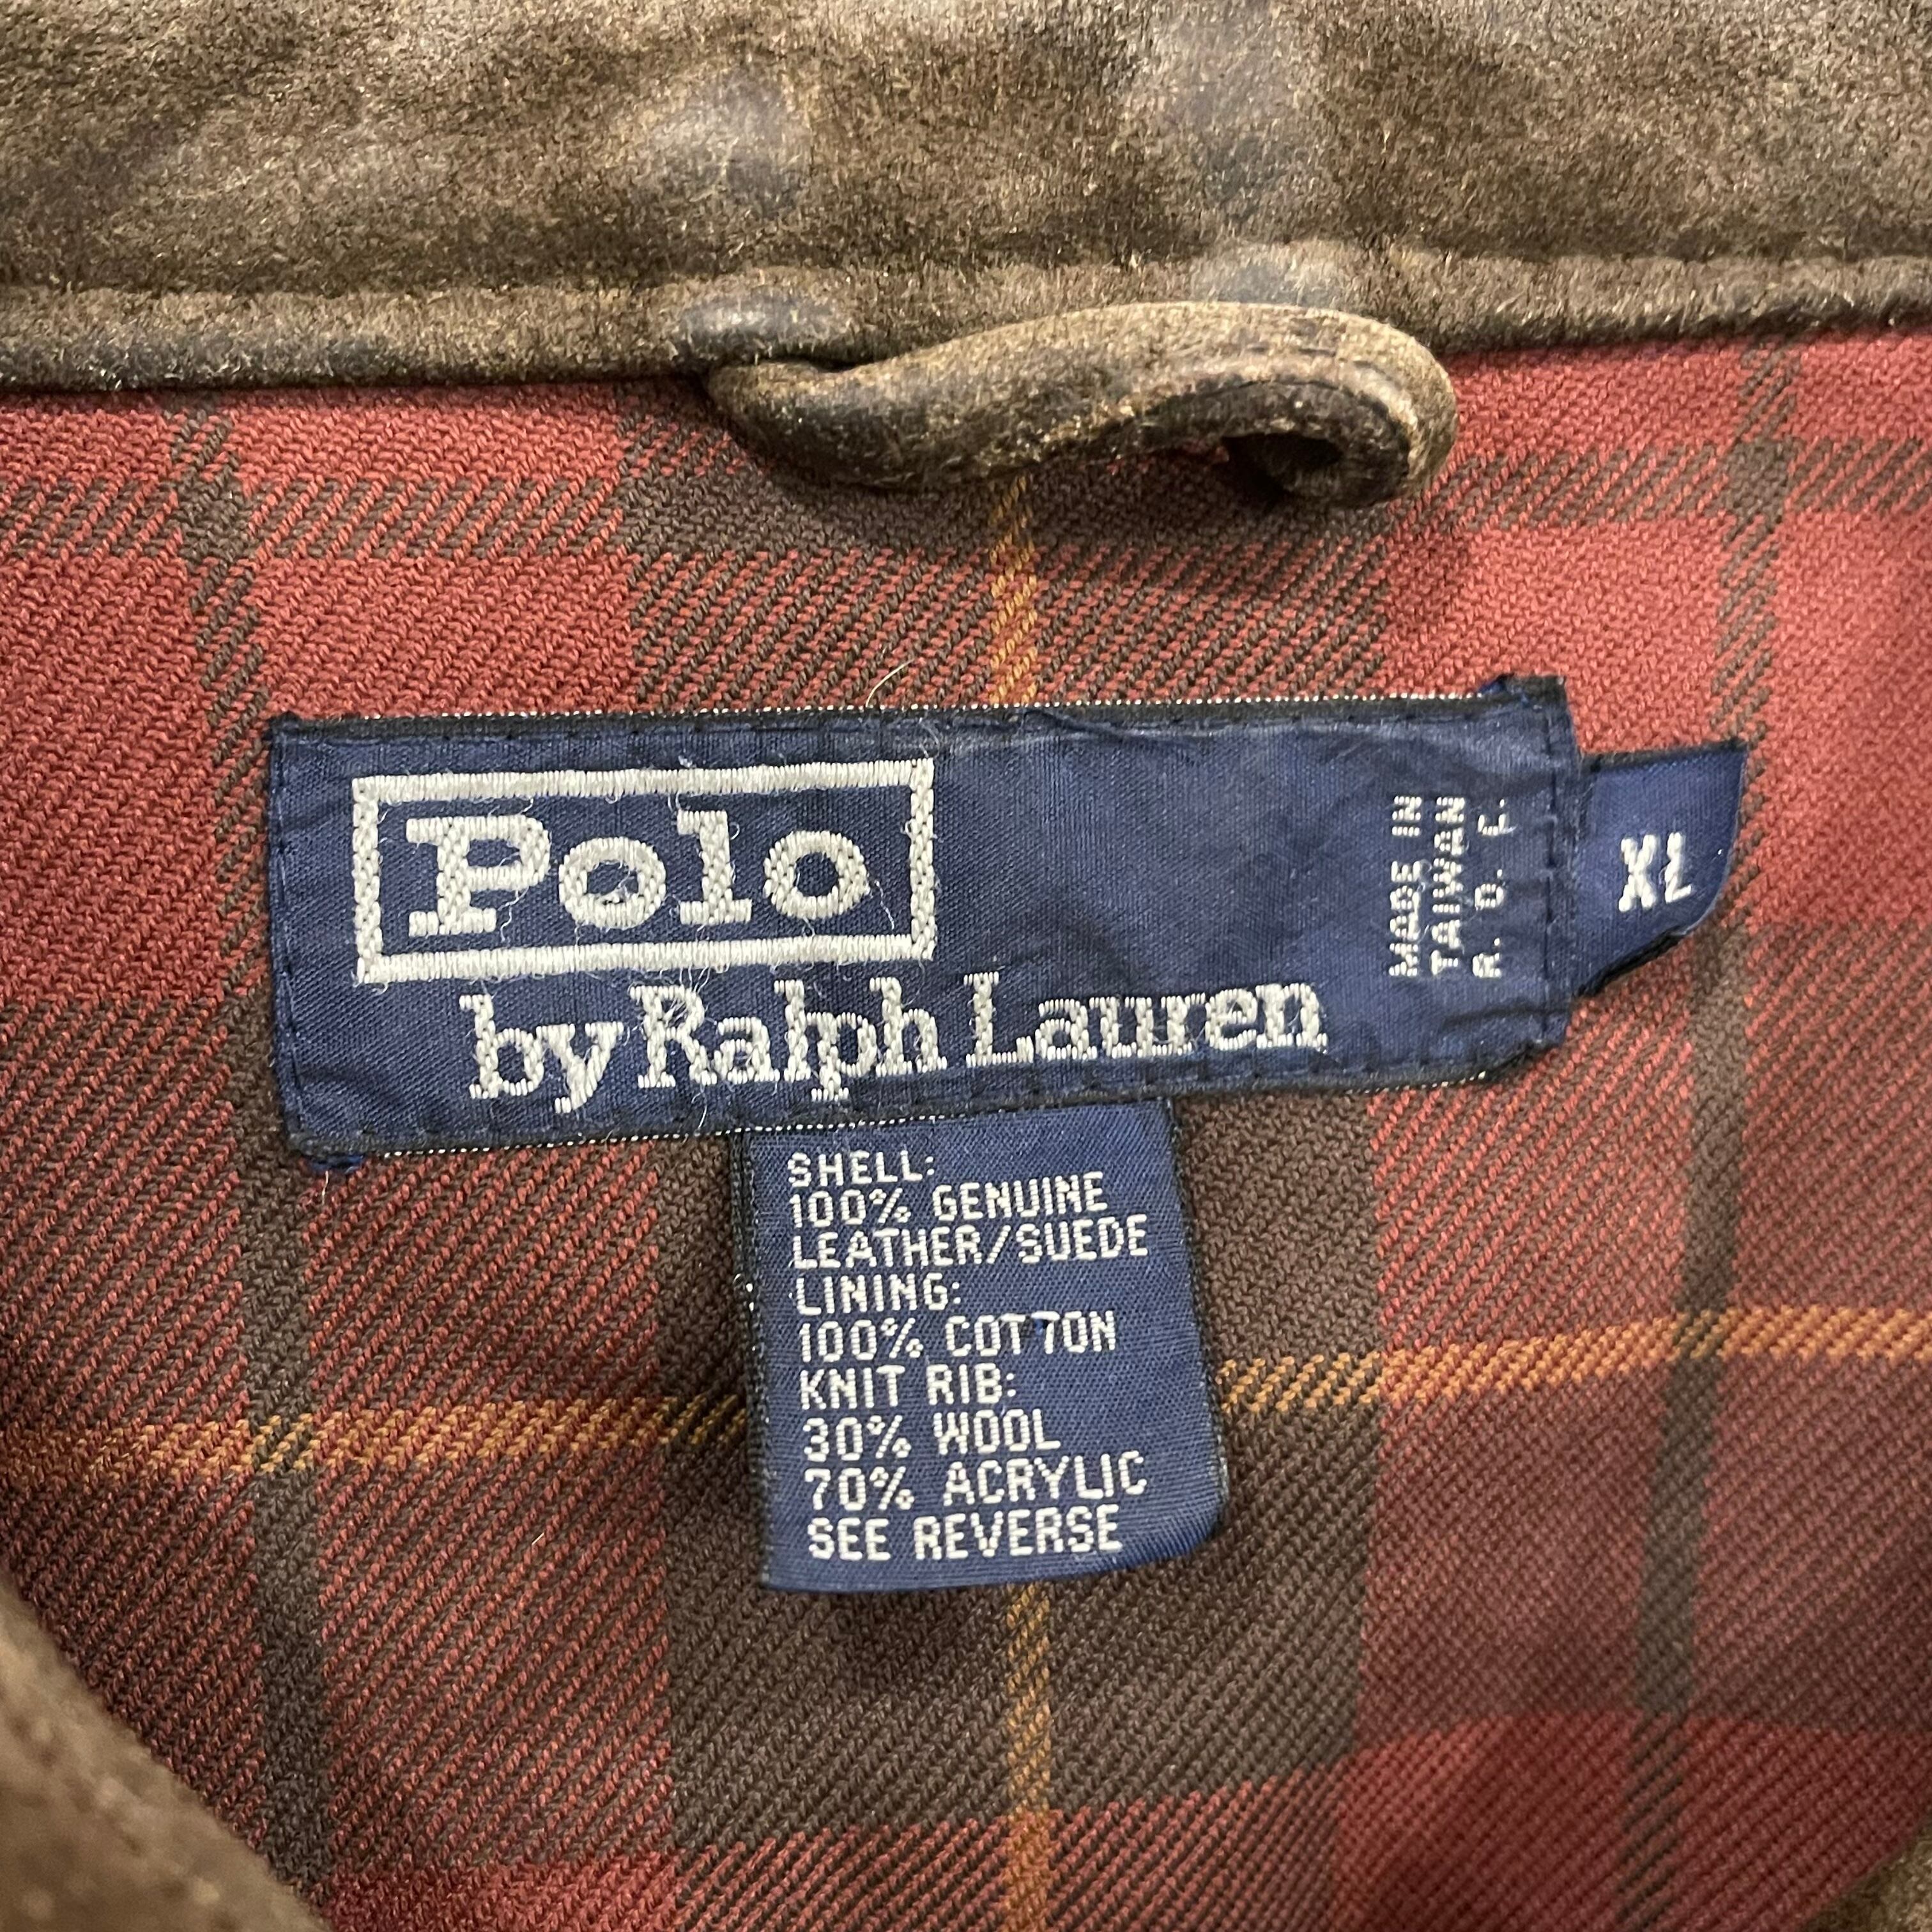 Polo
by Ralph Lauren
MADE IN
TAIWAN
R. O. C.
XL
SHELL:
100% GENUINE
LEATHER/SUEDE
LINING:
100% COTTON
KNIT RIB:
30% WOOL
70% ACRYLIC
SEE REVERSE